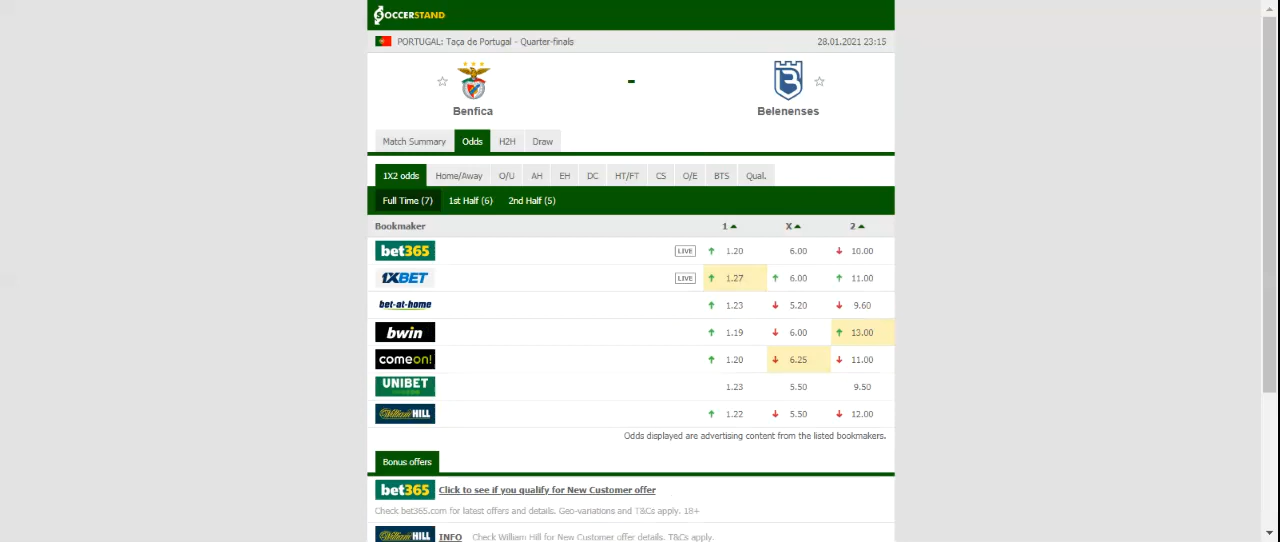 SOCCERSTAND
PORTUGAL: Taça de Portugal - Quarter-finals 28.01.2021 23:15
-
Benfica Belenenses
Match Summary Odds H2H Draw
1X2 odds Home/Away O/U AH EH DC HT/FT CS O/E BTS Qual.
Full Time (7) 1st Half (6) 2nd Half (5)
Bookmaker 1 X 2
bet365 LIVE 1.20 6.00 10.00
1XBET LIVE 1.27 6.00 11.00
bet-at-home 1.23 5.20 9.60
bwin 1.19 6.00 13.00
comeon! 1.20 6.25 11.00
UNIBET 1.23 5.50 9.50
William HILL 1.22 5.50 12.00
Odds displayed are advertising content from the listed bookmakers.
Bonus offers
bet365 Click to see if you qualify for New Customer offer
Check bet365.com for latest offers and details. Geo-variations and T&Cs apply. 18+
William HILL INFO Check William Hill for New Customer offer details. T&Cs apply.